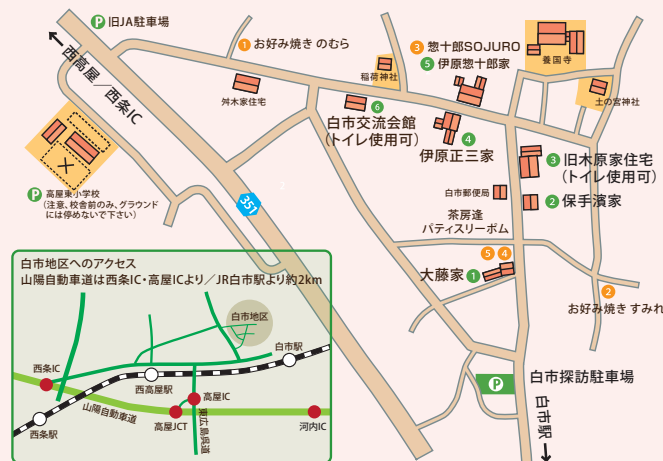 P 旧JA駐車場
西高屋／西条IC
1 お好み焼き のむら
舛木家住宅
稲荷神社
3 惣十郎SOJURO
5 伊原惣十郎家
養国寺
土の宮神社
6
白市交流会館
（トイレ使用可）
4
伊原正三家
3 旧木原家住宅
（トイレ使用可）
2 保手濱家
白市郵便局
茶房逢
パティスリーポム
5 4
大藤家 1
2
お好み焼き すみれ
P 高屋東小学校
（注意、校舎前のみ、グラウンド
には停めないで下さい）
351
P
白市探訪駐車場
白市駅
白市地区へのアクセス
山陽自動車道は西条IC・高屋ICより／JR白市駅より約2km
白市地区
白市駅
西条IC
西高屋駅
高屋IC
山陽自動車道
西条駅
高屋JCT
東広島呉道
河内IC